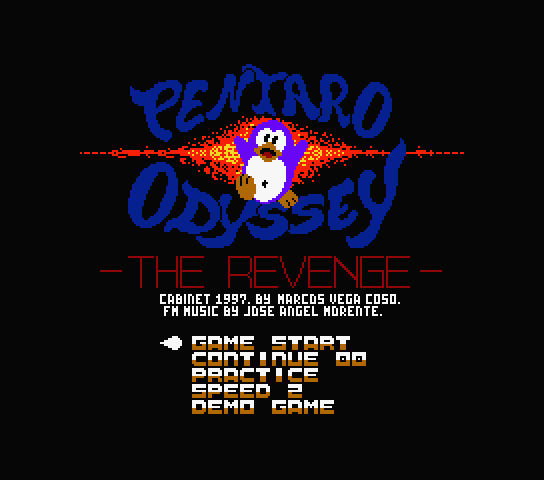 PENTARO
ODYSSEY
-THE REVENGE-
CABINET 1997. BY MARCOS VEGA COSO.
FM MUSIC BY JOSE ANGEL MORENTE.
GAME START
CONTINUE 00
PRACTICE
SPEED 2
DEMO GAME